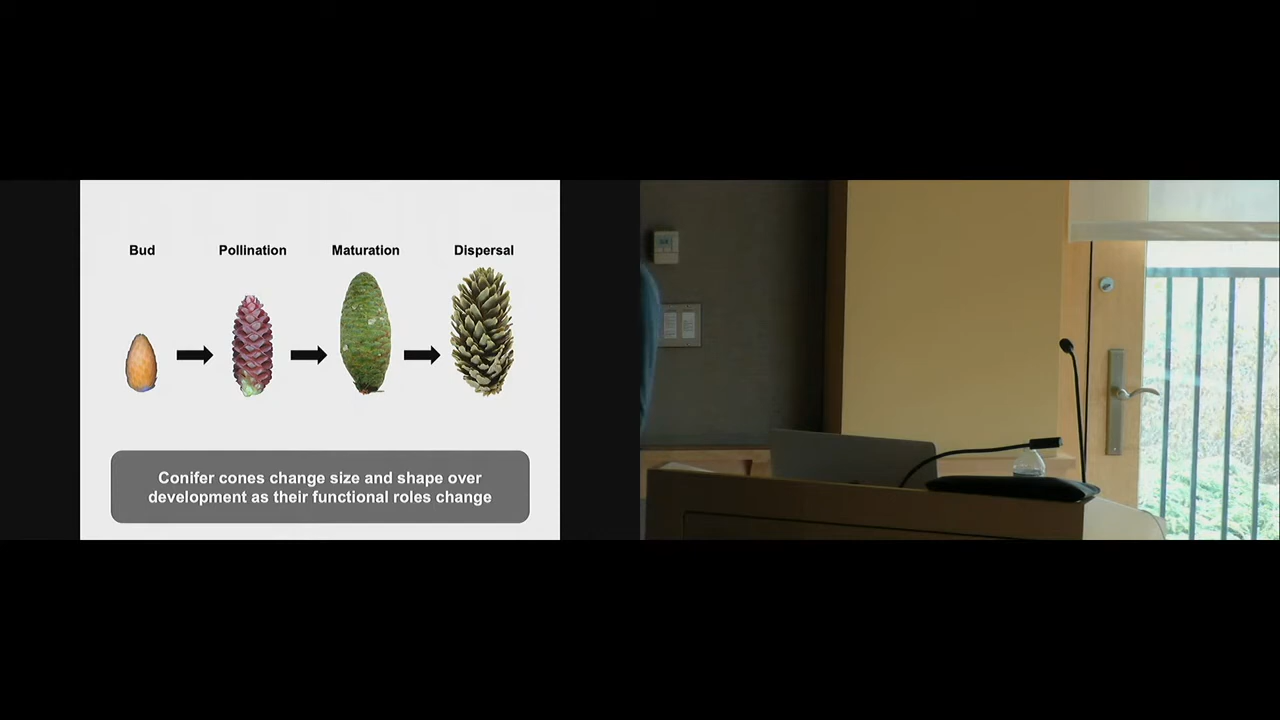 Bud
Pollination
Maturation
Dispersal
Conifer cones change size and shape over
development as their functional roles change